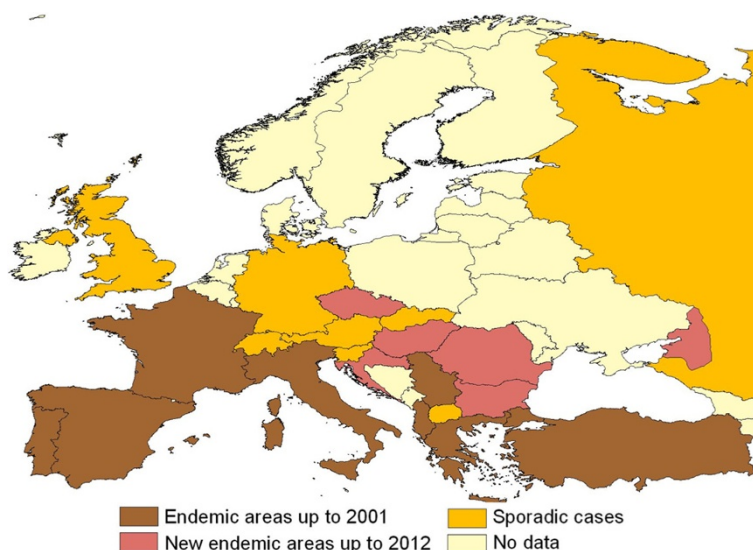 Endemic areas up to 2001
Sporadic cases
New endemic areas up to 2012
No data